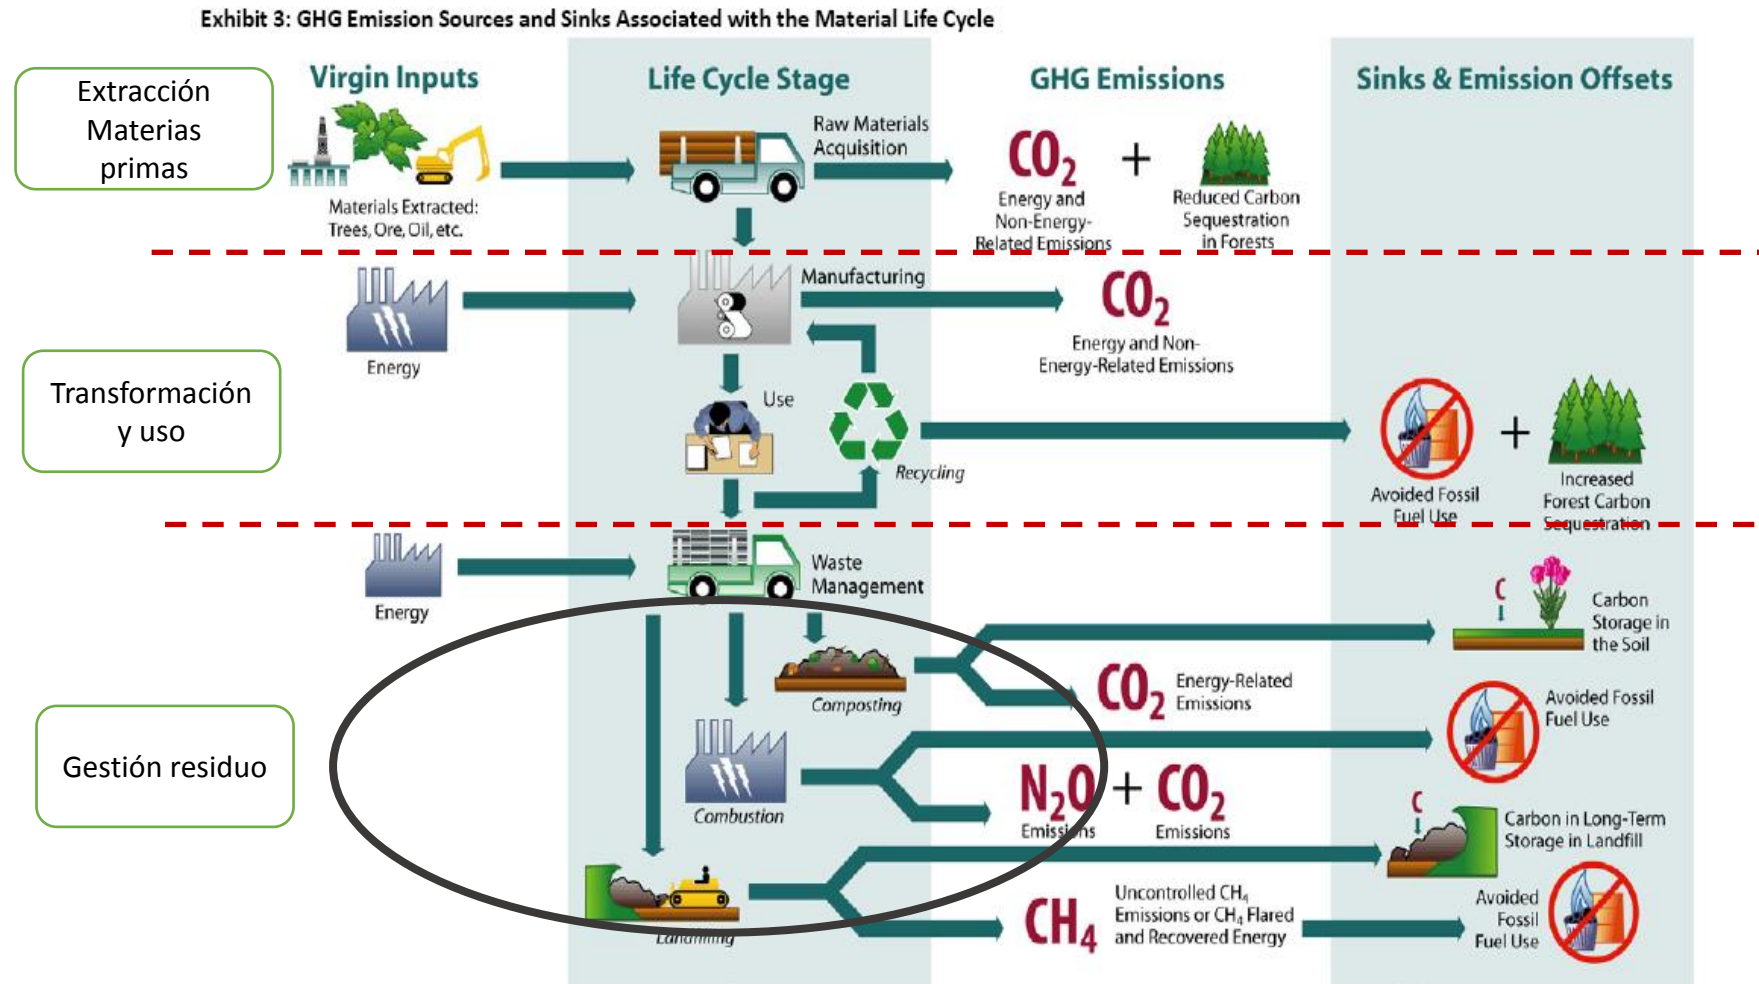 Exhibit 3: GHG Emission Sources and Sinks Associated with the Material Life Cycle
Virgin Inputs
Life Cycle Stage
GHG Emissions
Sinks & Emission Offsets
Extracción
Materias
primas
Materials Extracted:
Trees, Ore, Oil, etc.
Raw Materials
Acquisition
CO2
Energy and
Non-Energy-
Related Emissions
+
Reduced Carbon
Sequestration
in Forests
Transformación
y uso
Energy
Manufacturing
CO2
Energy and Non-
Energy-Related Emissions
Use
Recycling
Avoided Fossil
Fuel Use
+
Increased
Forest Carbon
Sequestration
Gestión residuo
Energy
Waste
Management
Composting
C
Carbon
Storage in
the Soil
CO2
Energy-Related
Emissions
Combustion
Avoided Fossil
Fuel Use
N2O
Emissions
+
CO2
Emissions
Landfilling
C
Carbon in Long-Term
Storage in Landfill
CH4
Uncontrolled CH4
Emissions or CH4 Flared
and Recovered Energy
Avoided
Fossil
Fuel Use